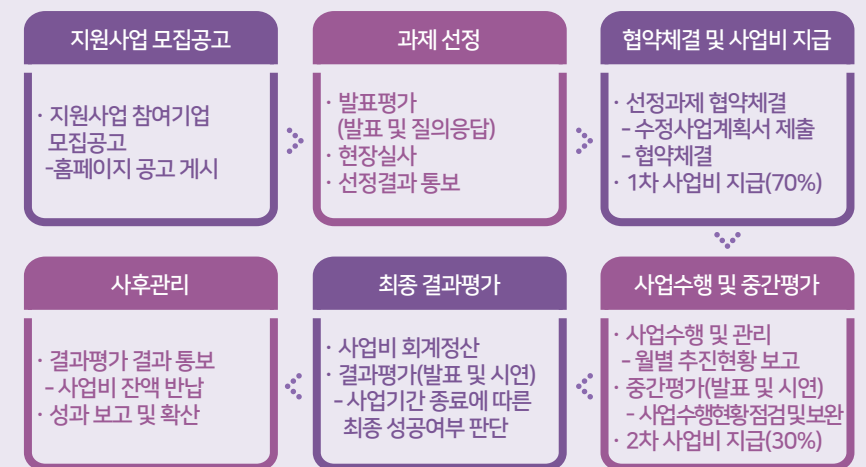 지원사업 모집공고
· 지원사업 참여기업
모집공고
-홈페이지 공고 게시
과제 선정
· 발표평가
(발표 및 질의응답)
· 현장실사
· 선정결과 통보
협약체결 및 사업비 지급
· 선정과제 협약체결
- 수정사업계획서 제출
- 협약체결
· 1차 사업비 지급(70%)
사업수행 및 중간평가
· 사업수행 및 관리
- 월별 추진현황 보고
· 중간평가(발표 및 시연)
- 사업수행현황점검및보완
· 2차 사업비 지급(30%)
최종 결과평가
· 사업비 회계정산
· 결과평가(발표 및 시연)
- 사업기간 종료에 따른
최종 성공여부 판단
사후관리
· 결과평가 결과 통보
- 사업비 잔액 반납
· 성과 보고 및 확산